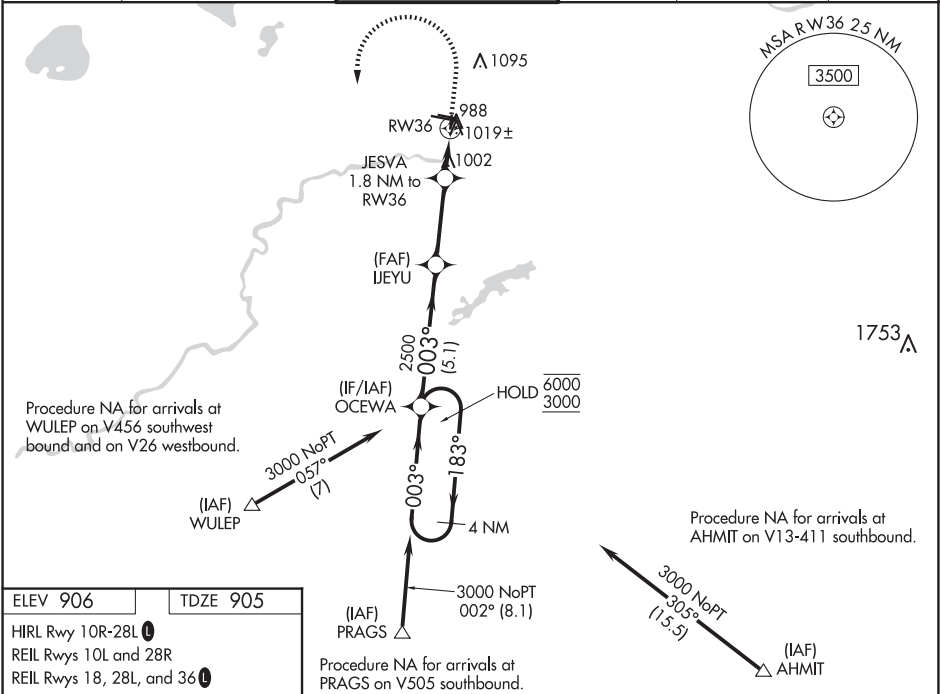 MSA RW36 25 NM
3500
1095
988
RW36
1019±
1002
JESVA
1.8 NM to
RW36
(FAF)
IJEYU
2500
003°
(5.1)
1753
(IF/IAF)
OCEWA
HOLD
6000
3000
Procedure NA for arrivals at
WULEP on V456 southwest
bound and on V26 westbound.
3000 NoPT
057°
(7)
003°
183°
(IAF)
WULEP
4 NM
Procedure NA for arrivals at
AHMIT on V13-411 southbound.
3000 NoPT
002° (8.1)
3000 NoPT
305°
(15.5)
(IAF)
PRAGS
(IAF)
AHMIT
Procedure NA for arrivals at
PRAGS on V505 southbound.
ELEV 906
TDZE 905
HIRL Rwy 10R-28L L
REIL Rwys 10L and 28R
REIL Rwys 18, 28L, and 36 L